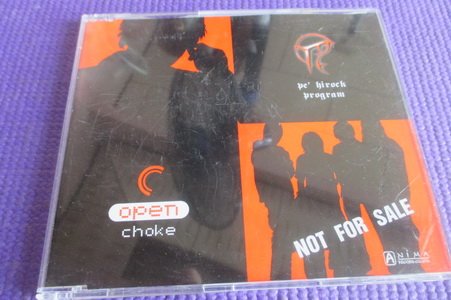 pe' hirock
program
open
choke
NOT FOR SALE
ANIMA